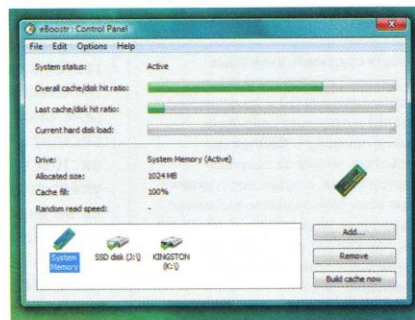 eBoostr : Control Panel
File Edit Options Help
System status: Active
Overall cache/disk hit ratio:
Last cache/disk hit ratio:
Current hard disk load:
Drive: System Memory (Active)
Allocated size: 1024 MB
Cache fill: 100%
Random read speed: -
System Memory
SSD disk (J:\)
KINGSTON (K:\)
Add...
Remove
Build cache now